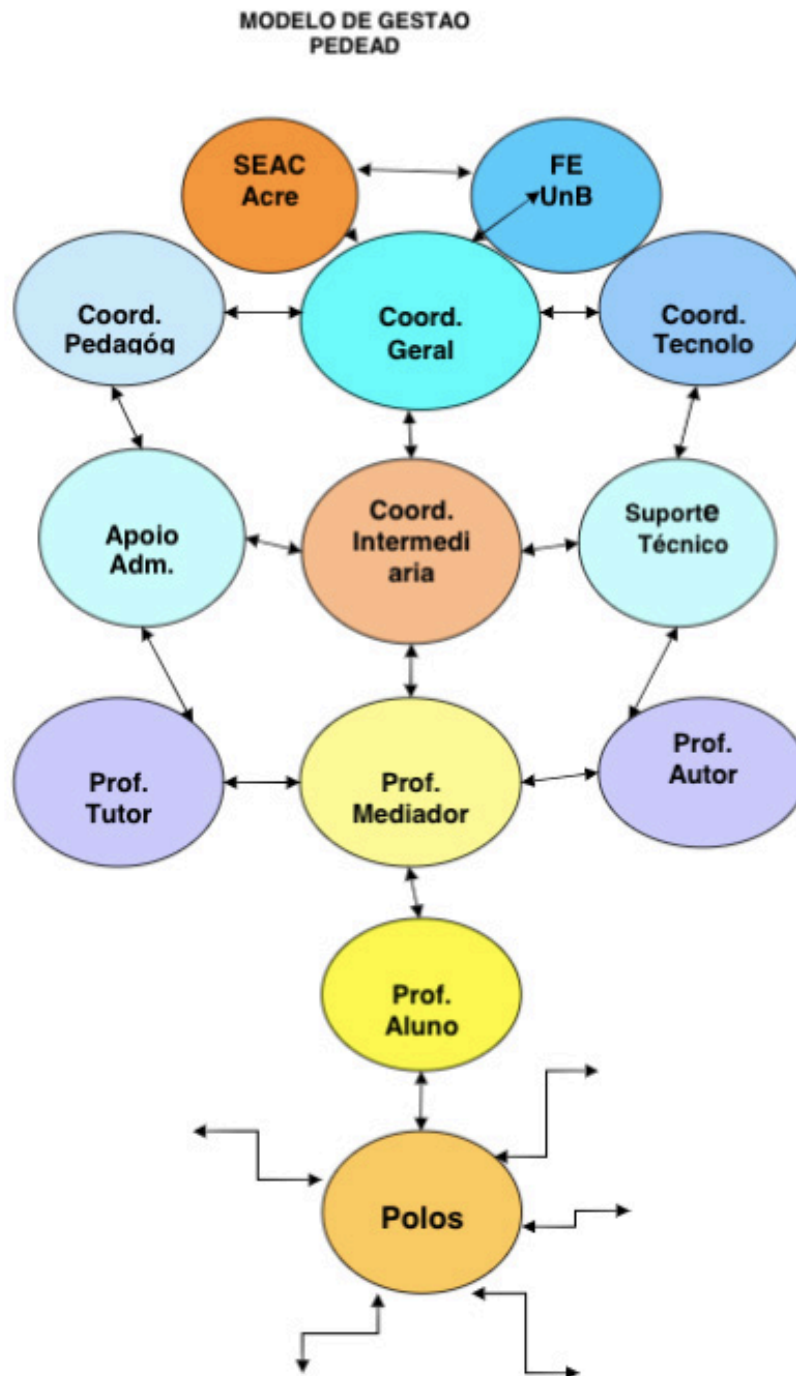 MODELO DE GESTAO
PEDEAD
SEAC
Acre
FE
UnB
Coord.
Pedagóg
Coord.
Geral
Coord.
Tecnolo
Apoio
Adm.
Coord.
Intermedi
aria
Suporte
Técnico
Prof.
Tutor
Prof.
Mediador
Prof.
Autor
Prof.
Aluno
Polos